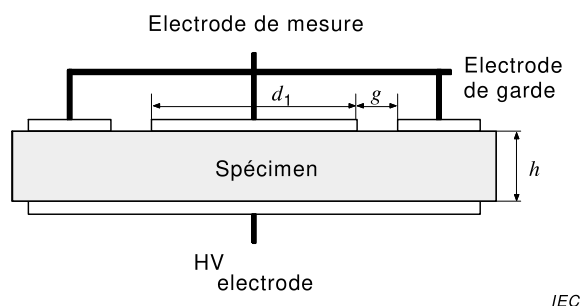 Electrode de mesure
Electrode
de garde
d1
g
Spécimen
h
HV
electrode
IEC